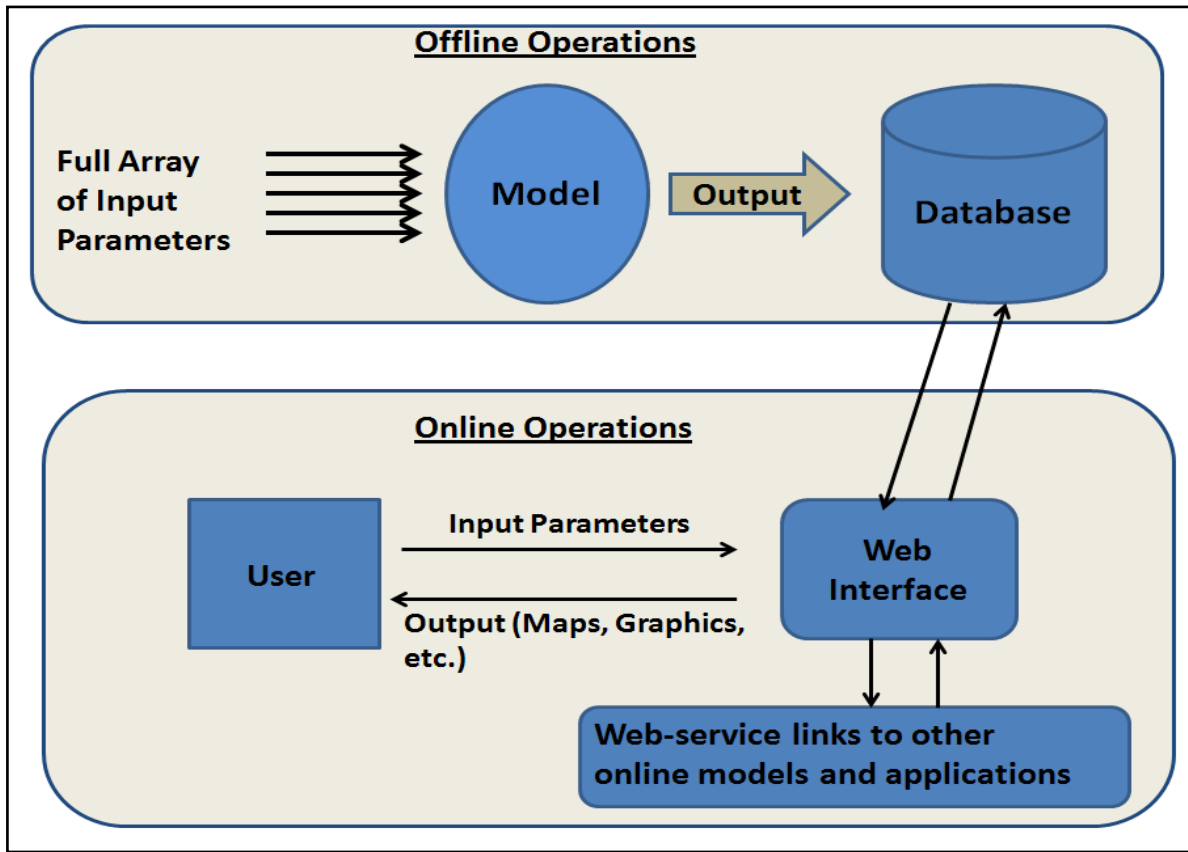 Offline Operations
Full Array
of Input
Parameters
Model
Output
Database
Online Operations
User
Input Parameters
Output (Maps, Graphics,
etc.)
Web
Interface
Web-service links to other
online models and applications